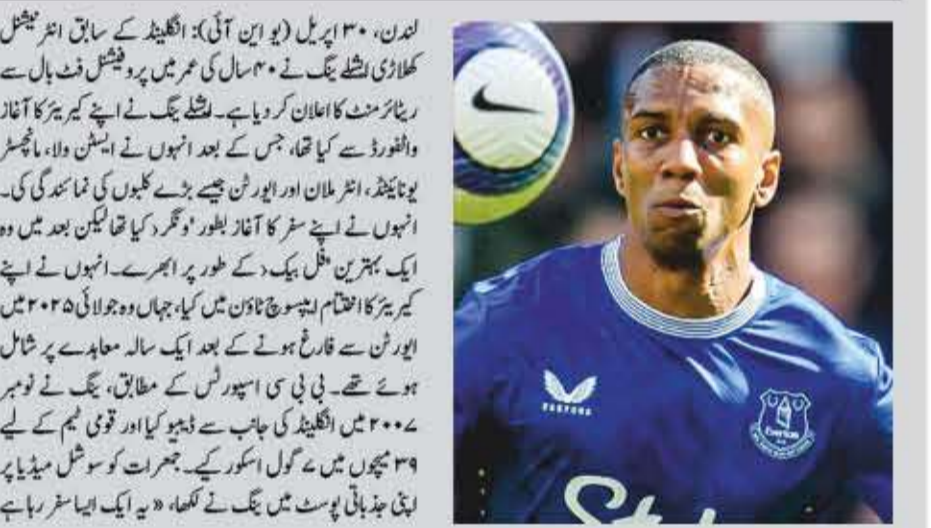 لندن، ۳۰ اپریل (یو این آئی): انگلینڈ کے سابق انٹرنیشنل
کھلاڑی ایشلے ینگ نے ۴۰ سال کی عمر میں پروفیشنل فٹ بال سے
ریٹائرمنٹ کا اعلان کر دیا ہے۔ ایشلے ینگ نے اپنے کیریئر کا آغاز
واٹفورڈ سے کیا تھا، جس کے بعد انہوں نے ایسٹن ولا، مانچسٹر
یونائیٹڈ، انٹر ملان اور ایورٹن جیسے بڑے کلبوں کی نمائندگی کی۔
انہوں نے اپنے سفر کا آغاز بطور ’ونگر‘ کیا تھا لیکن بعد میں وہ
ایک بہترین ’فل بیک‘ کے طور پر ابھرے۔ انہوں نے اپنے
کیریئر کا اختتام ایپسوچ ٹاؤن میں کیا، جہاں وہ جولائی ۲۰۲۵ میں
ایورٹن سے فارغ ہونے کے بعد ایک سالہ معاہدے پر شامل
ہوئے تھے۔ بی بی سی اسپورٹس کے مطابق، ینگ نے نومبر
۲۰۰۷ میں انگلینڈ کی جانب سے ڈیبیو کیا اور قومی ٹیم کے لیے
۳۹ میچوں میں ۷ گول اسکور کیے۔ جمعرات کو سوشل میڈیا پر
اپنی جذباتی پوسٹ میں ینگ نے لکھا، «یہ ایک ایسا سفر رہا ہے
CASTORE
Everton